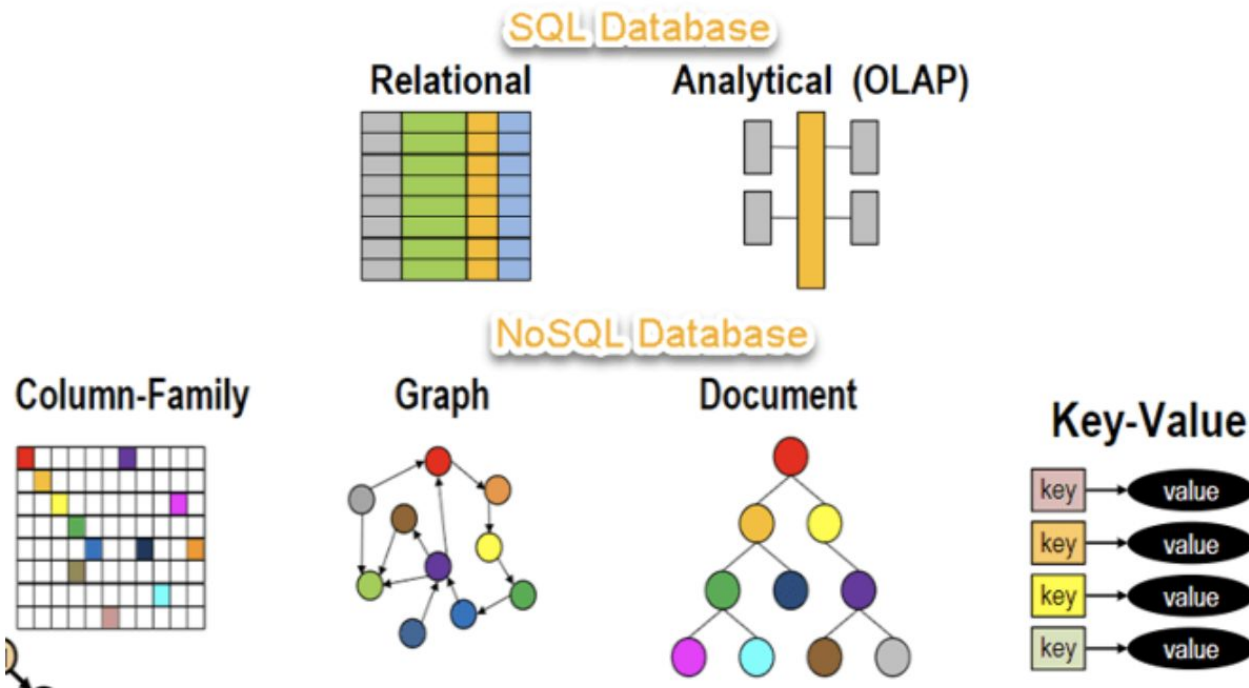 SQL Database
Relational
Analytical (OLAP)
NoSQL Database
Column-Family
Graph
Document
Key-Value
key value
key value
key value
key value